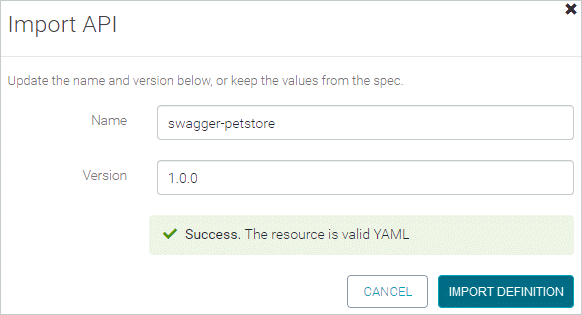 Import API
Update the name and version below, or keep the values from the spec.
Name
swagger-petstore
Version
1.0.0
Success. The resource is valid YAML
CANCEL
IMPORT DEFINITION